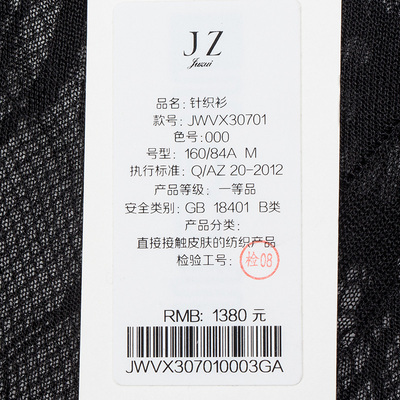 JZ
Juzui
品名: 针织衫
款号: JWVX30701
色号: 000
号型: 160/84A M
执行标准: Q/AZ 20-2012
产品等级: 一等品
安全类别: GB 18401 B类
产品分类:
直接接触皮肤的纺织产品
检验工号: 检08
RMB: 1380 元
JWVX307010003GA